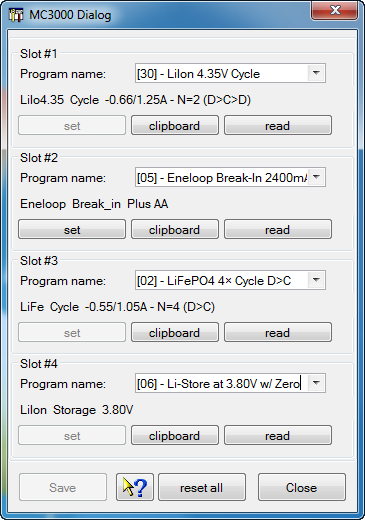 MC3000 Dialog
Slot #1
Program name: [30] - LiIon 4.35V Cycle
Lilo4.35 Cycle -0.66/1.25A - N=2 (D>C>D)
set clipboard read
Slot #2
Program name: [05] - Eneloop Break-In 2400mA
Eneloop Break_in Plus AA
set clipboard read
Slot #3
Program name: [02] - LiFePO4 4× Cycle D>C
LiFe Cycle -0.55/1.05A - N=4 (D>C)
set clipboard read
Slot #4
Program name: [06] - Li-Store at 3.80V w/ Zero
LiIon Storage 3.80V
set clipboard read
Save ? reset all Close